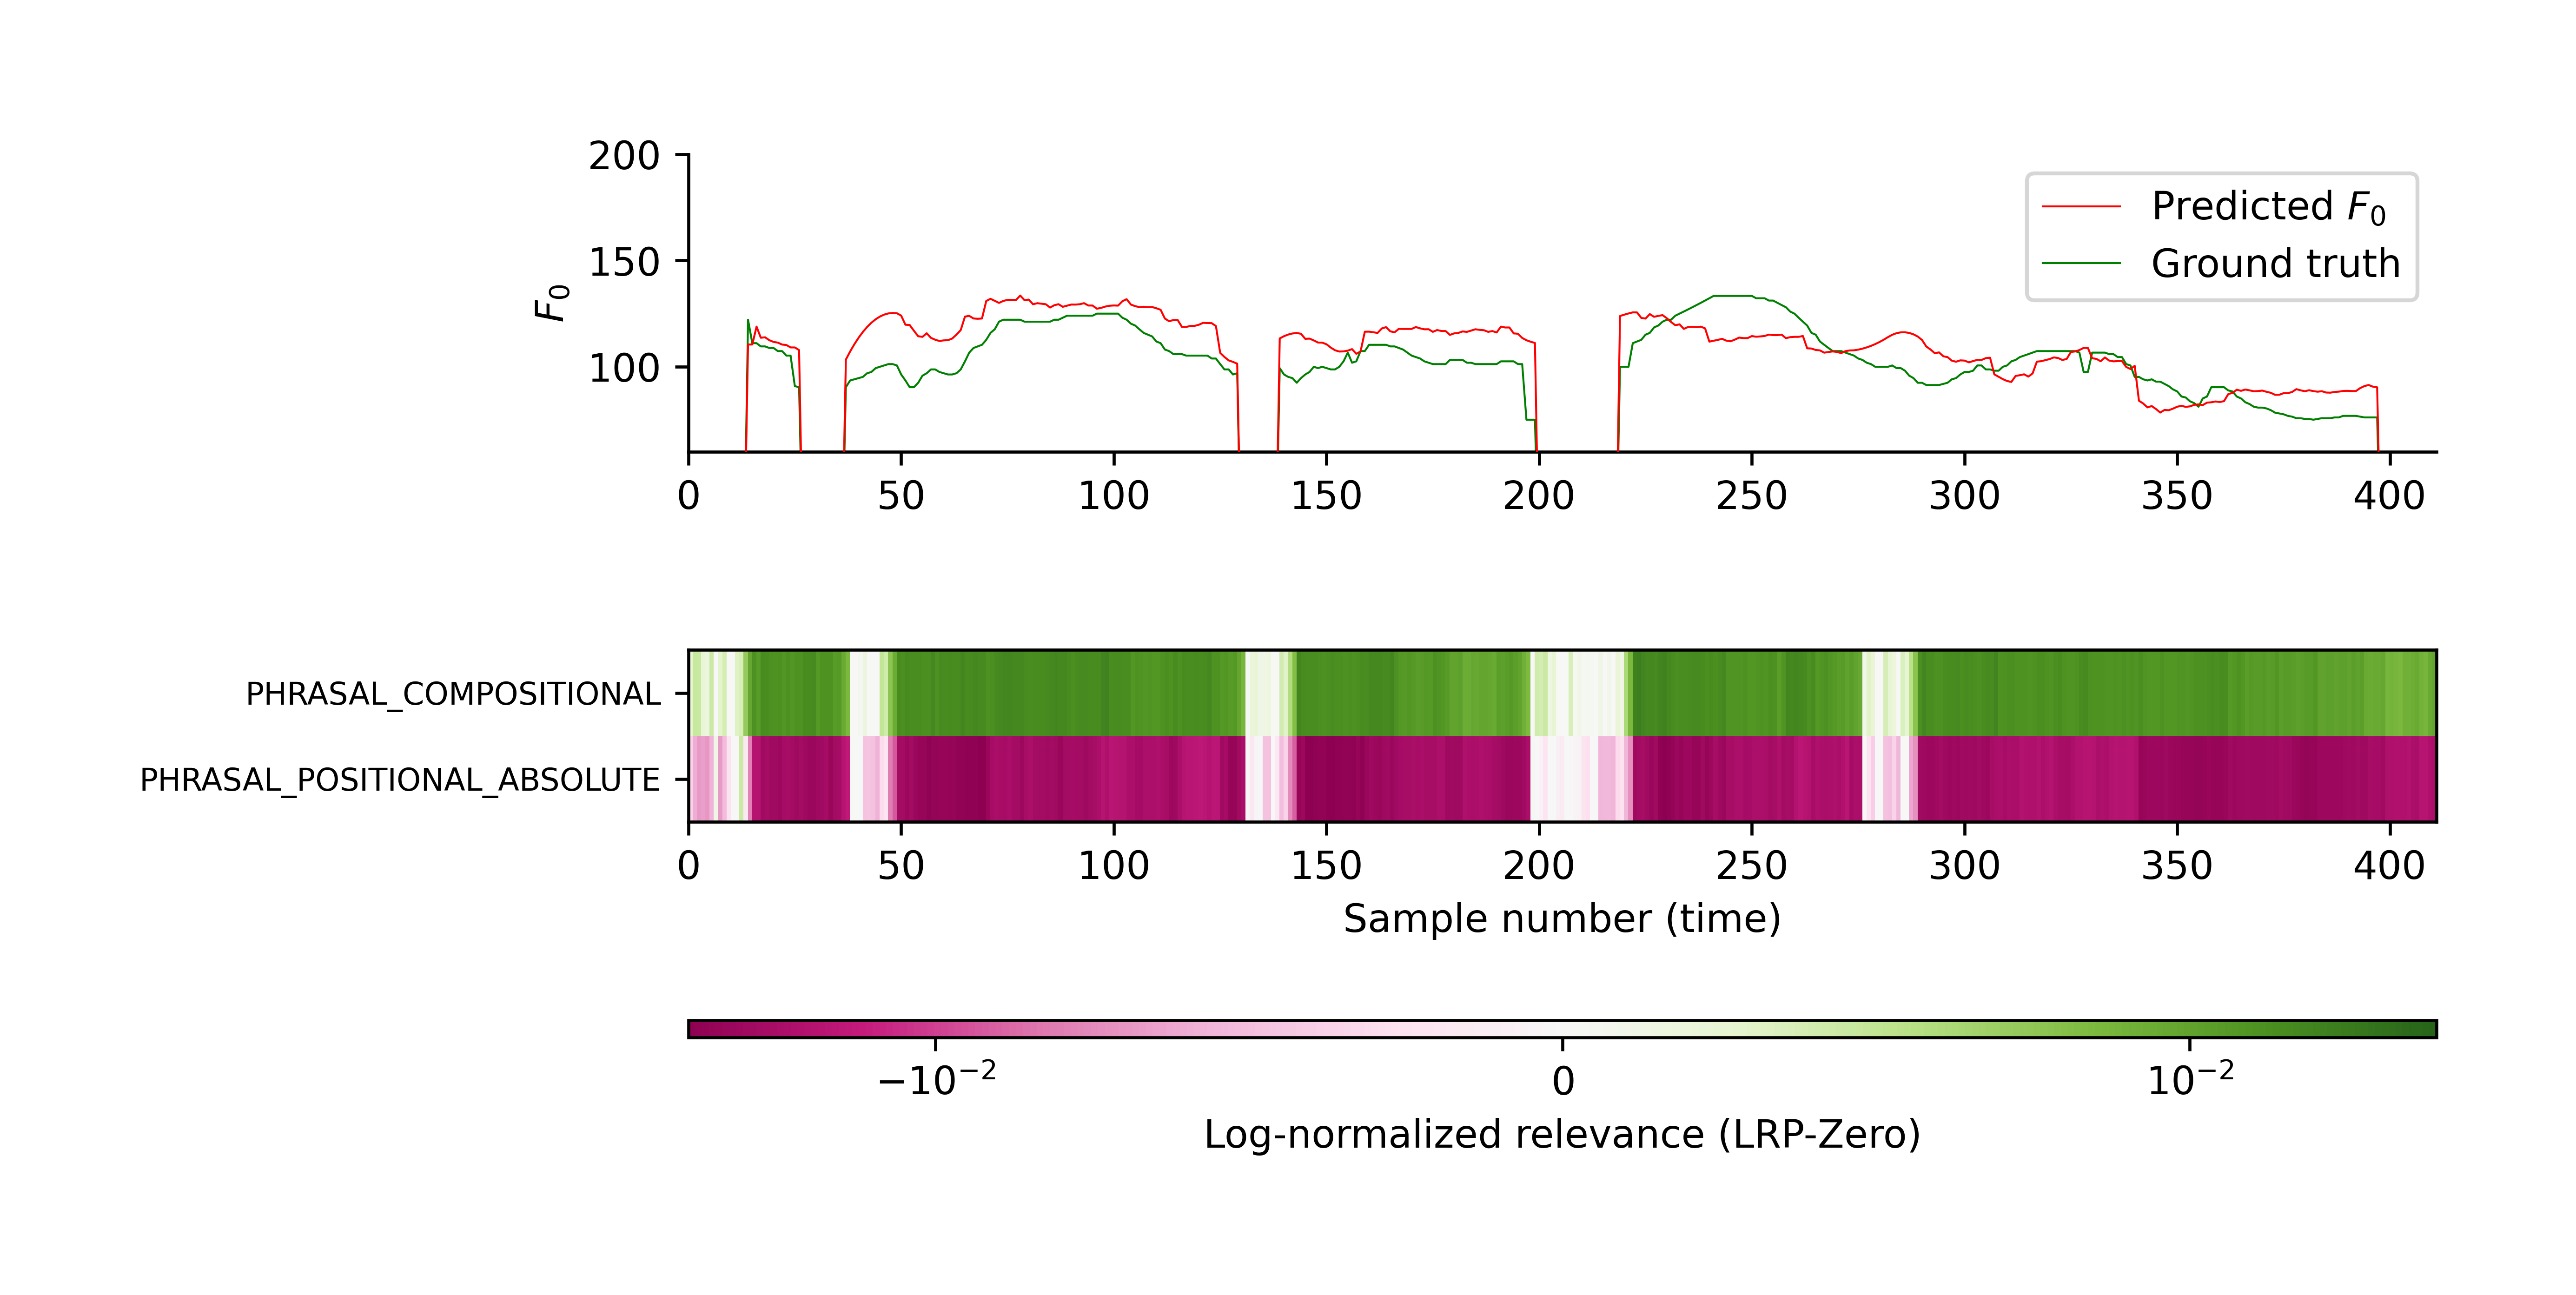 200
150
100
F₀
Predicted F₀
Ground truth
0 50 100 150 200 250 300 350 400
PHRASAL_COMPOSITIONAL
PHRASAL_POSITIONAL_ABSOLUTE
0 50 100 150 200 250 300 350 400
Sample number (time)
−10⁻² 0 10⁻²
Log-normalized relevance (LRP-Zero)